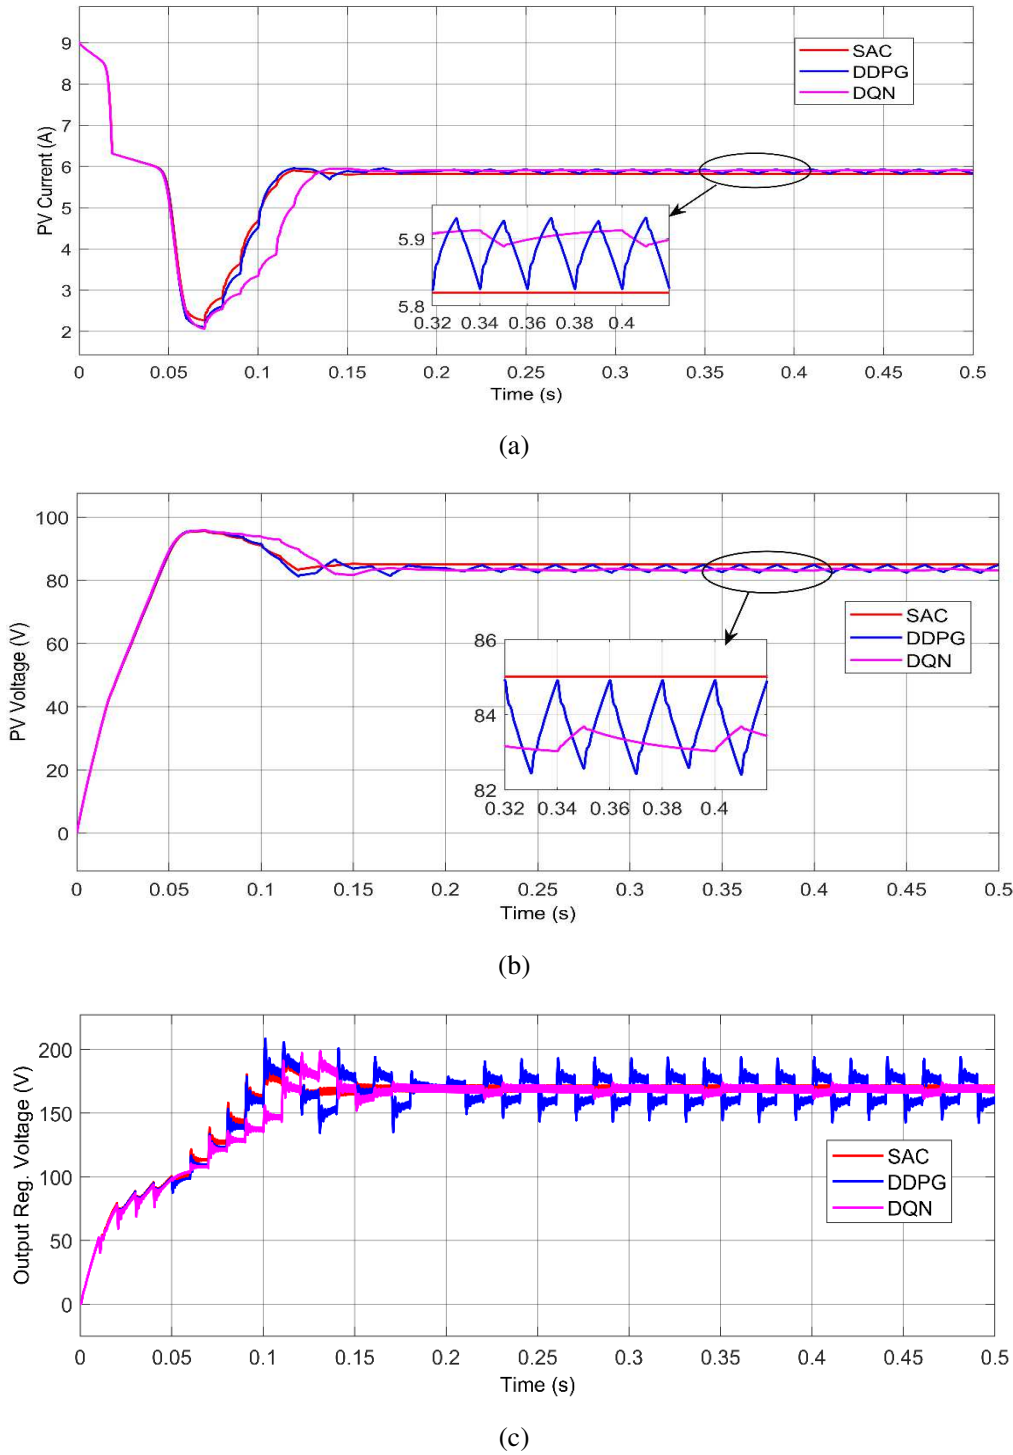 9
8
7
6
5
4
3
2
PV Current (A)
SAC
DDPG
DQN
5.9
5.8
0.32 0.34 0.36 0.38 0.4
0 0.05 0.1 0.15 0.2 0.25 0.3 0.35 0.4 0.45 0.5
Time (s)
(a)
100
80
60
40
20
0
PV Voltage (V)
SAC
DDPG
DQN
86
84
82
0.32 0.34 0.36 0.38 0.4
0 0.05 0.1 0.15 0.2 0.25 0.3 0.35 0.4 0.45 0.5
Time (s)
(b)
200
150
100
50
0
Output Reg. Voltage (V)
SAC
DDPG
DQN
0 0.05 0.1 0.15 0.2 0.25 0.3 0.35 0.4 0.45 0.5
Time (s)
(c)